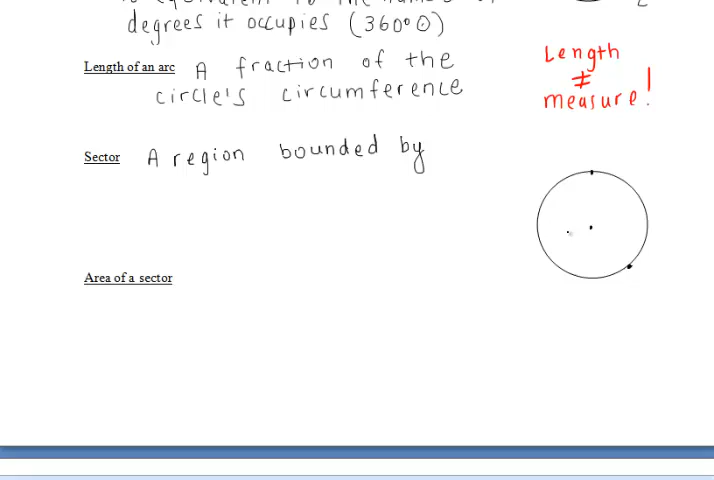 degrees it occupies (360° ⊙)
Length of an arc A fraction of the
circle's circumference
Length
≠
measure!
Sector A region bounded by
Area of a sector